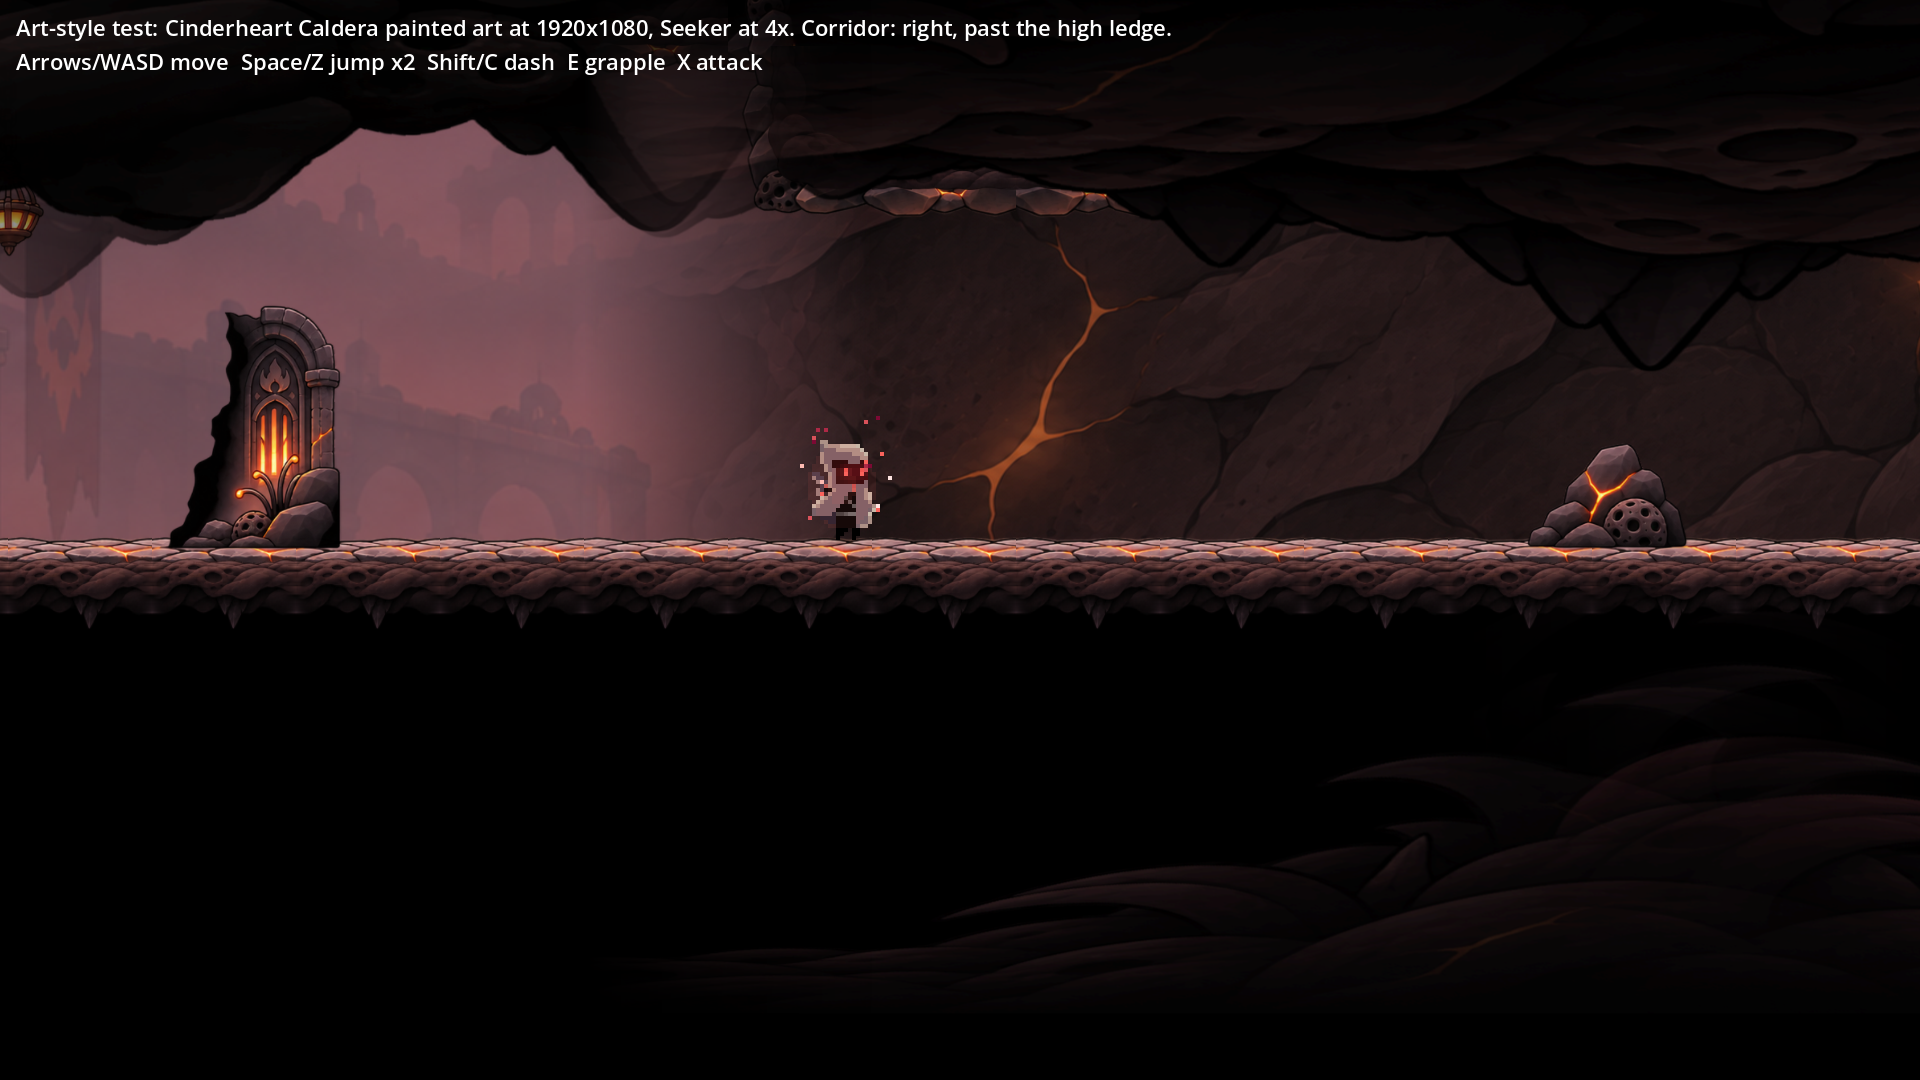 Art-style test: Cinderheart Caldera painted art at 1920x1080, Seeker at 4x. Corridor: right, past the high ledge.
Arrows/WASD move  Space/Z jump x2  Shift/C dash  E grapple  X attack